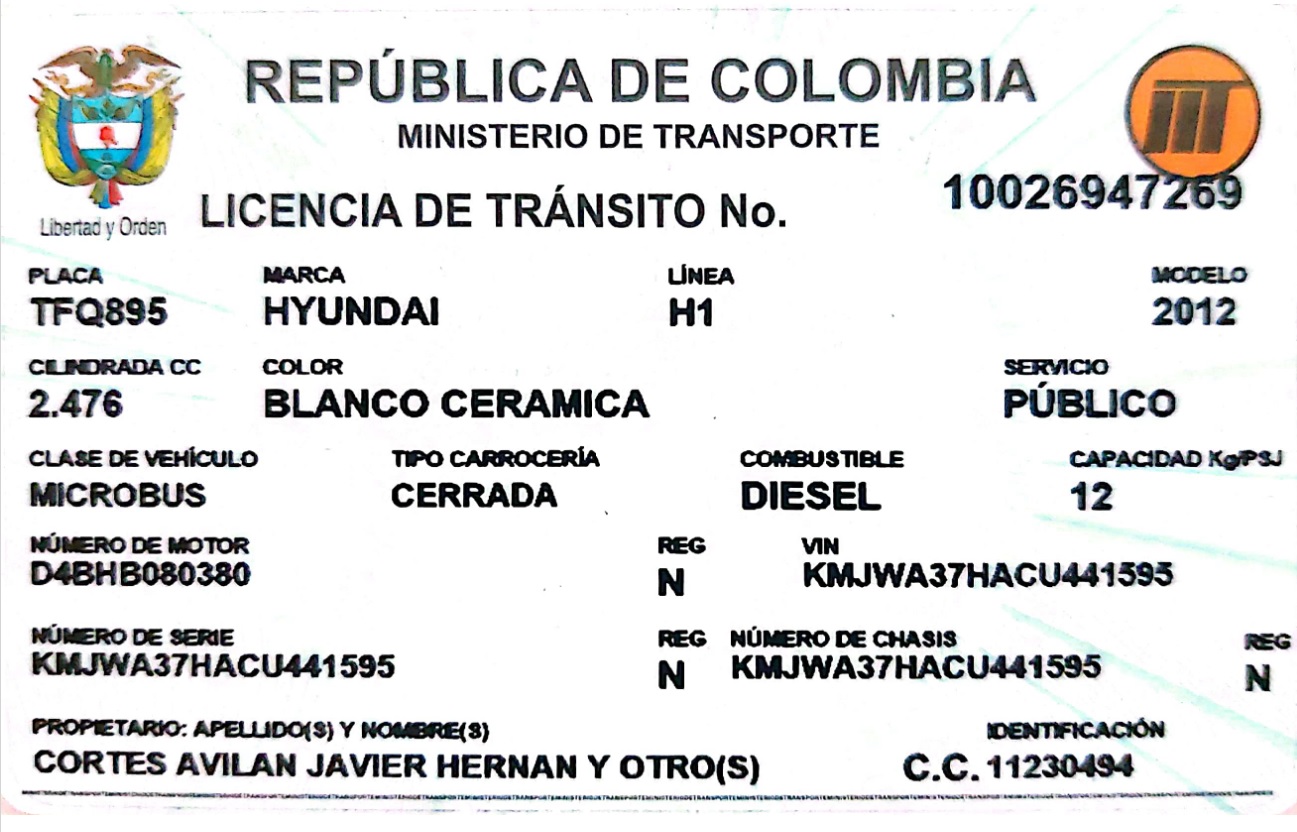 REPÚBLICA DE COLOMBIA
MINISTERIO DE TRANSPORTE
Libertad y Orden
LICENCIA DE TRÁNSITO No. 10026947269
PLACA MARCA LÍNEA MODELO
TFQ895 HYUNDAI H1 2012
CILINDRADA CC COLOR SERVICIO
2.476 BLANCO CERAMICA PÚBLICO
CLASE DE VEHÍCULO TIPO CARROCERÍA COMBUSTIBLE CAPACIDAD Kg/PSJ
MICROBUS CERRADA DIESEL 12
NÚMERO DE MOTOR REG VIN
D4BHB080380 N KMJWA37HACU441595
NÚMERO DE SERIE REG NÚMERO DE CHASIS REG
KMJWA37HACU441595 N KMJWA37HACU441595 N
PROPIETARIO: APELLIDO(S) Y NOMBRE(S) IDENTIFICACIÓN
CORTES AVILAN JAVIER HERNAN Y OTRO(S) C.C. 11230494